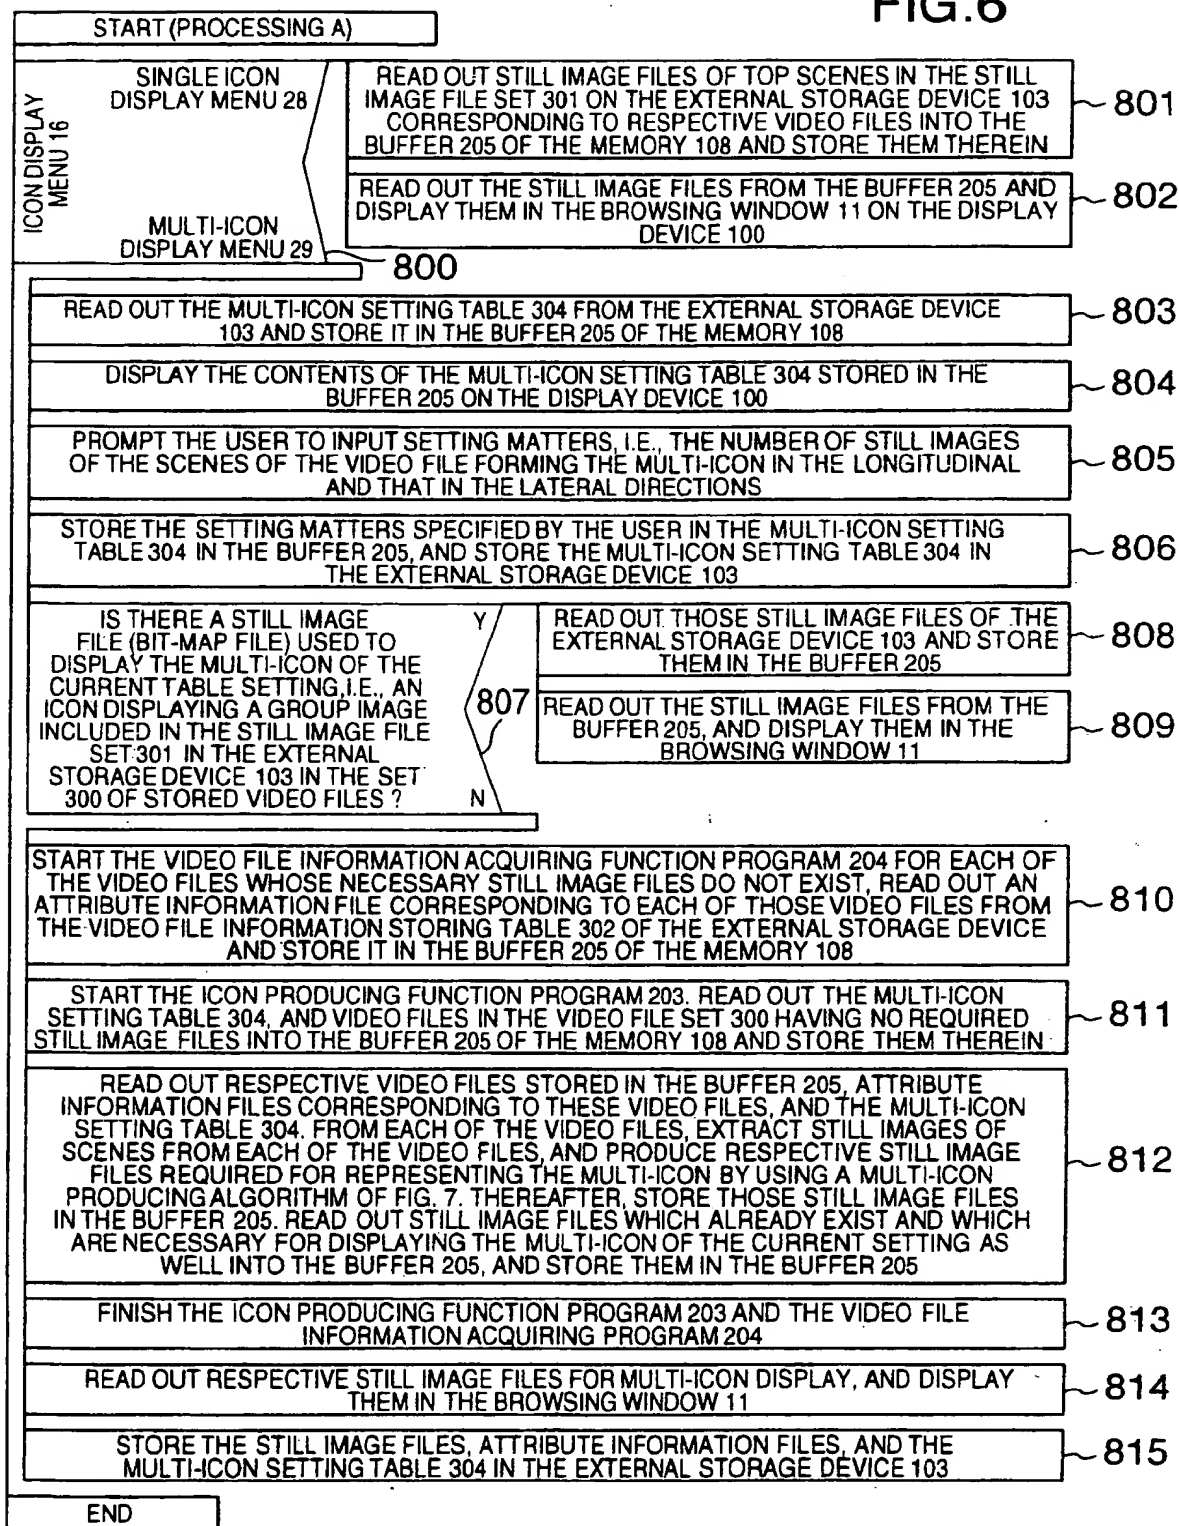 FIG.6
START (PROCESSING A)
ICON DISPLAY
MENU 16
SINGLE ICON
DISPLAY MENU 28
MULTI-ICON
DISPLAY MENU 29
800
READ OUT STILL IMAGE FILES OF TOP SCENES IN THE STILL
IMAGE FILE SET 301 ON THE EXTERNAL STORAGE DEVICE 103
CORRESPONDING TO RESPECTIVE VIDEO FILES INTO THE
BUFFER 205 OF THE MEMORY 108 AND STORE THEM THEREIN
801
READ OUT THE STILL IMAGE FILES FROM THE BUFFER 205 AND
DISPLAY THEM IN THE BROWSING WINDOW 11 ON THE DISPLAY
DEVICE 100
802
READ OUT THE MULTI-ICON SETTING TABLE 304 FROM THE EXTERNAL STORAGE DEVICE
103 AND STORE IT IN THE BUFFER 205 OF THE MEMORY 108
803
DISPLAY THE CONTENTS OF THE MULTI-ICON SETTING TABLE 304 STORED IN THE
BUFFER 205 ON THE DISPLAY DEVICE 100
804
PROMPT THE USER TO INPUT SETTING MATTERS, I.E., THE NUMBER OF STILL IMAGES
OF THE SCENES OF THE VIDEO FILE FORMING THE MULTI-ICON IN THE LONGITUDINAL
AND THAT IN THE LATERAL DIRECTIONS
805
STORE THE SETTING MATTERS SPECIFIED BY THE USER IN THE MULTI-ICON SETTING
TABLE 304 IN THE BUFFER 205, AND STORE THE MULTI-ICON SETTING TABLE 304 IN
THE EXTERNAL STORAGE DEVICE 103
806
IS THERE A STILL IMAGE
FILE (BIT-MAP FILE) USED TO
DISPLAY THE MULTI-ICON OF THE
CURRENT TABLE SETTING, I.E., AN
ICON DISPLAYING A GROUP IMAGE
INCLUDED IN THE STILL IMAGE FILE
SET 301 IN THE EXTERNAL
STORAGE DEVICE 103 IN THE SET
300 OF STORED VIDEO FILES ?
Y
N
807
READ OUT THOSE STILL IMAGE FILES OF THE
EXTERNAL STORAGE DEVICE 103 AND STORE
THEM IN THE BUFFER 205
808
READ OUT THE STILL IMAGE FILES FROM THE
BUFFER 205, AND DISPLAY THEM IN THE
BROWSING WINDOW 11
809
START THE VIDEO FILE INFORMATION ACQUIRING FUNCTION PROGRAM 204 FOR EACH OF
THE VIDEO FILES WHOSE NECESSARY STILL IMAGE FILES DO NOT EXIST, READ OUT AN
ATTRIBUTE INFORMATION FILE CORRESPONDING TO EACH OF THOSE VIDEO FILES FROM
THE VIDEO FILE INFORMATION STORING TABLE 302 OF THE EXTERNAL STORAGE DEVICE
AND STORE IT IN THE BUFFER 205 OF THE MEMORY 108
810
START THE ICON PRODUCING FUNCTION PROGRAM 203. READ OUT THE MULTI-ICON
SETTING TABLE 304, AND VIDEO FILES IN THE VIDEO FILE SET 300 HAVING NO REQUIRED
STILL IMAGE FILES INTO THE BUFFER 205 OF THE MEMORY 108 AND STORE THEM THEREIN
811
READ OUT RESPECTIVE VIDEO FILES STORED IN THE BUFFER 205, ATTRIBUTE
INFORMATION FILES CORRESPONDING TO THESE VIDEO FILES, AND THE MULTI-ICON
SETTING TABLE 304. FROM EACH OF THE VIDEO FILES, EXTRACT STILL IMAGES OF
SCENES FROM EACH OF THE VIDEO FILES, AND PRODUCE RESPECTIVE STILL IMAGE
FILES REQUIRED FOR REPRESENTING THE MULTI-ICON BY USING A MULTI-ICON
PRODUCING ALGORITHM OF FIG. 7. THEREAFTER, STORE THOSE STILL IMAGE FILES
IN THE BUFFER 205. READ OUT STILL IMAGE FILES WHICH ALREADY EXIST AND WHICH
ARE NECESSARY FOR DISPLAYING THE MULTI-ICON OF THE CURRENT SETTING AS
WELL INTO THE BUFFER 205, AND STORE THEM IN THE BUFFER 205
812
FINISH THE ICON PRODUCING FUNCTION PROGRAM 203 AND THE VIDEO FILE
INFORMATION ACQUIRING PROGRAM 204
813
READ OUT RESPECTIVE STILL IMAGE FILES FOR MULTI-ICON DISPLAY, AND DISPLAY
THEM IN THE BROWSING WINDOW 11
814
STORE THE STILL IMAGE FILES, ATTRIBUTE INFORMATION FILES, AND THE
MULTI-ICON SETTING TABLE 304 IN THE EXTERNAL STORAGE DEVICE 103
815
END